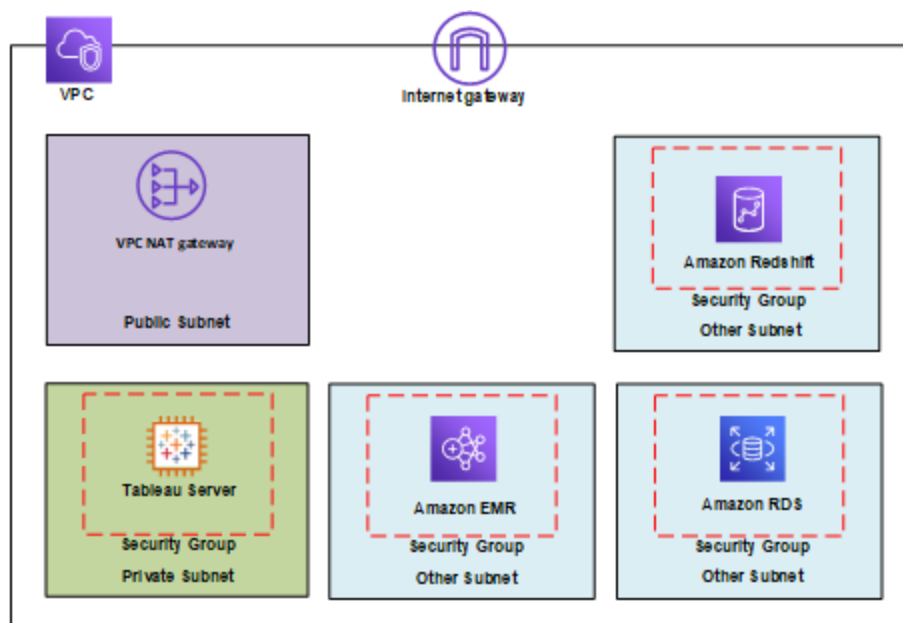 VPC
Internet gateway
VPC NAT gateway
Public Subnet
Amazon Redshift
Security Group
Other Subnet
Tableau Server
Security Group
Private Subnet
Amazon EMR
Security Group
Other Subnet
Amazon RDS
Security Group
Other Subnet